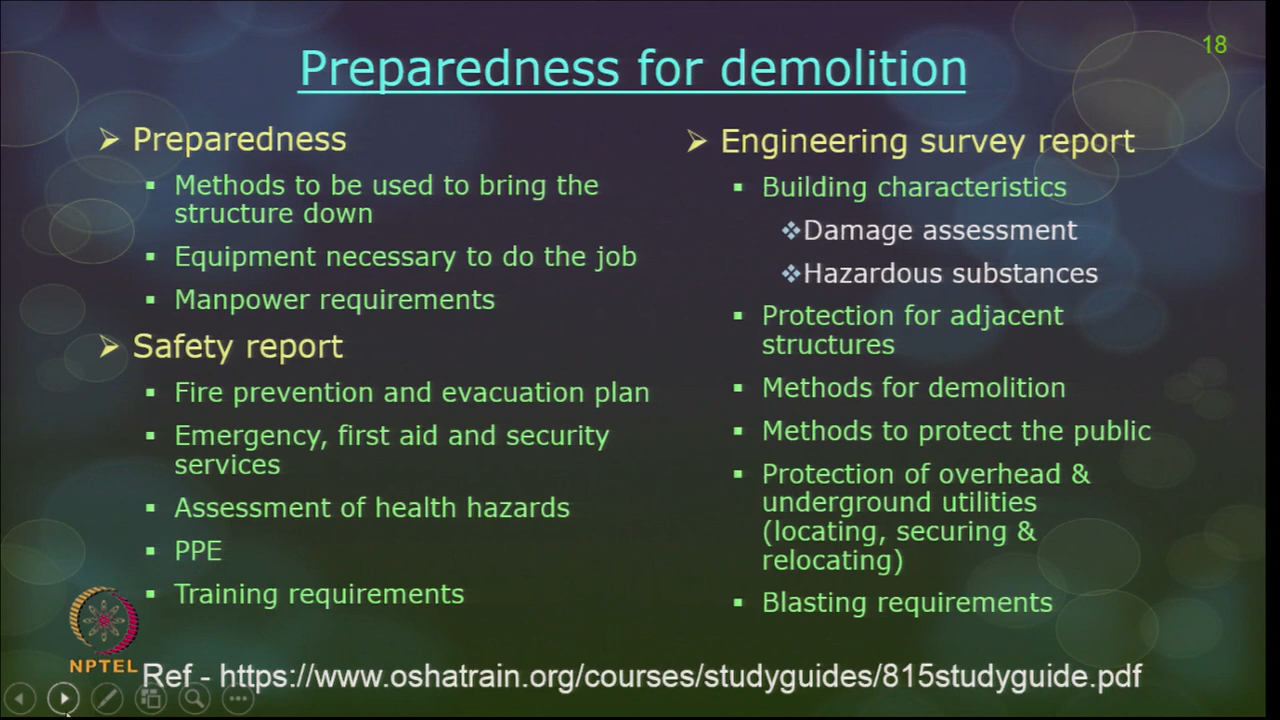 18
Preparedness for demolition
Preparedness
Methods to be used to bring the
structure down
Equipment necessary to do the job
Manpower requirements
Safety report
Fire prevention and evacuation plan
Emergency, first aid and security
services
Assessment of health hazards
PPE
Training requirements
Engineering survey report
Building characteristics
Damage assessment
Hazardous substances
Protection for adjacent
structures
Methods for demolition
Methods to protect the public
Protection of overhead &
underground utilities
(locating, securing &
relocating)
Blasting requirements
NPTEL
Ref - https://www.oshatrain.org/courses/studyguides/815studyguide.pdf